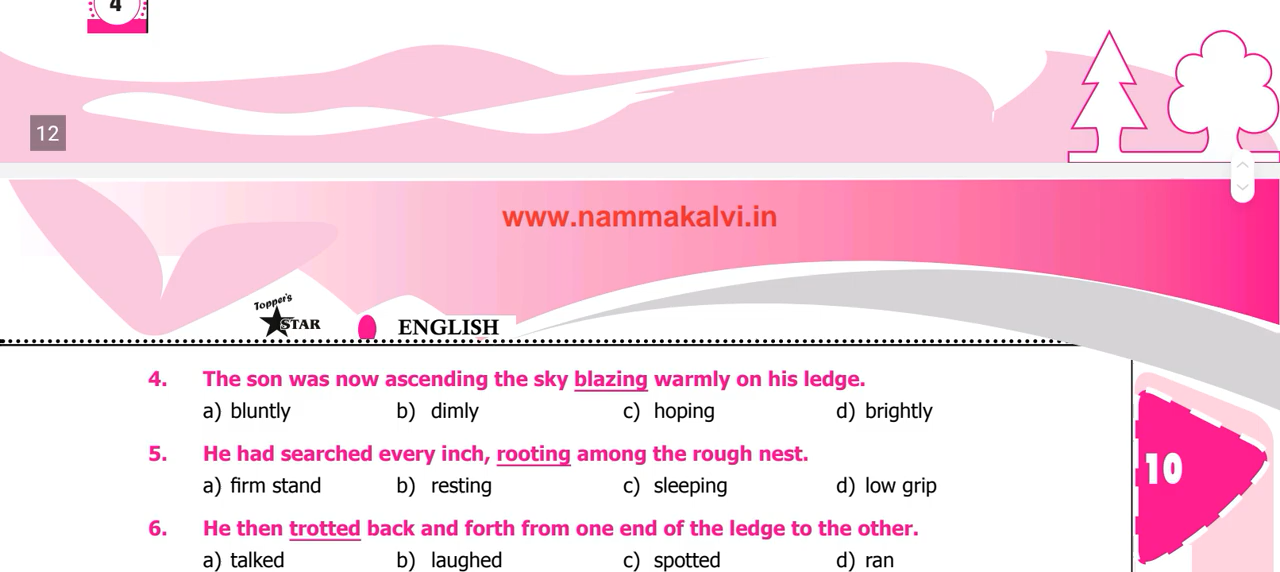 4
12
www.nammakalvi.in
Topper's
STAR
ENGLISH
4. The son was now ascending the sky blazing warmly on his ledge.
a) bluntly b) dimly c) hoping d) brightly
5. He had searched every inch, rooting among the rough nest.
a) firm stand b) resting c) sleeping d) low grip
10
6. He then trotted back and forth from one end of the ledge to the other.
a) talked b) laughed c) spotted d) ran